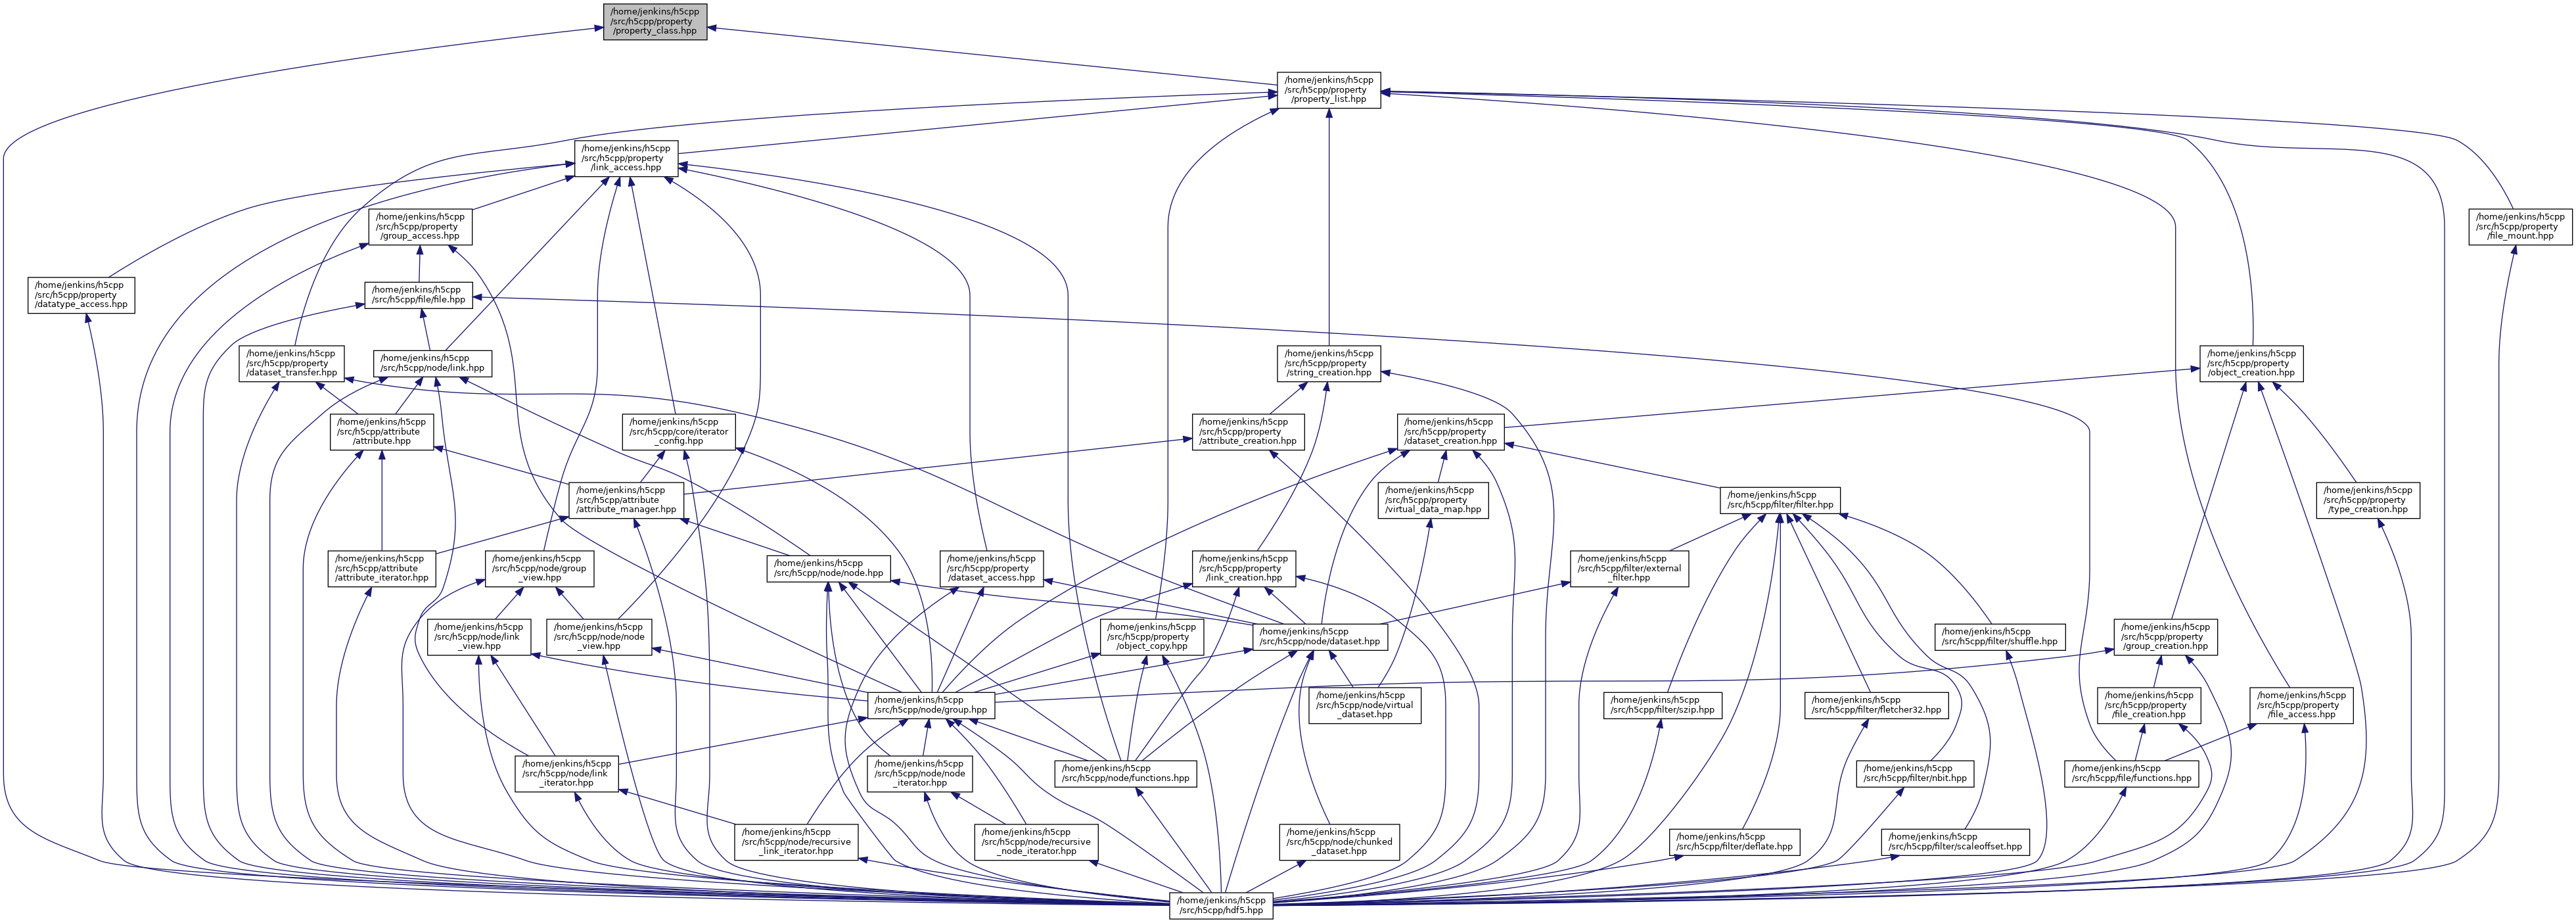 /home/jenkins/h5cpp
/src/h5cpp/property
/property_class.hpp
/home/jenkins/h5cpp
/src/h5cpp/property
/property_list.hpp
/home/jenkins/h5cpp
/src/h5cpp/property
/link_access.hpp
/home/jenkins/h5cpp
/src/h5cpp/property
/group_access.hpp
/home/jenkins/h5cpp
/src/h5cpp/property
/file_mount.hpp
/home/jenkins/h5cpp
/src/h5cpp/property
/datatype_access.hpp
/home/jenkins/h5cpp
/src/h5cpp/file/file.hpp
/home/jenkins/h5cpp
/src/h5cpp/property
/dataset_transfer.hpp
/home/jenkins/h5cpp
/src/h5cpp/node/link.hpp
/home/jenkins/h5cpp
/src/h5cpp/property
/string_creation.hpp
/home/jenkins/h5cpp
/src/h5cpp/property
/object_creation.hpp
/home/jenkins/h5cpp
/src/h5cpp/attribute
/attribute.hpp
/home/jenkins/h5cpp
/src/h5cpp/core/iterator
_config.hpp
/home/jenkins/h5cpp
/src/h5cpp/property
/attribute_creation.hpp
/home/jenkins/h5cpp
/src/h5cpp/property
/dataset_creation.hpp
/home/jenkins/h5cpp
/src/h5cpp/attribute
/attribute_manager.hpp
/home/jenkins/h5cpp
/src/h5cpp/property
/virtual_data_map.hpp
/home/jenkins/h5cpp
/src/h5cpp/filter/filter.hpp
/home/jenkins/h5cpp
/src/h5cpp/property
/type_creation.hpp
/home/jenkins/h5cpp
/src/h5cpp/attribute
/attribute_iterator.hpp
/home/jenkins/h5cpp
/src/h5cpp/node/group
_view.hpp
/home/jenkins/h5cpp
/src/h5cpp/node/node.hpp
/home/jenkins/h5cpp
/src/h5cpp/property
/dataset_access.hpp
/home/jenkins/h5cpp
/src/h5cpp/property
/link_creation.hpp
/home/jenkins/h5cpp
/src/h5cpp/filter/external
_filter.hpp
/home/jenkins/h5cpp
/src/h5cpp/node/link
_view.hpp
/home/jenkins/h5cpp
/src/h5cpp/node/node
_view.hpp
/home/jenkins/h5cpp
/src/h5cpp/property
/object_copy.hpp
/home/jenkins/h5cpp
/src/h5cpp/node/dataset.hpp
/home/jenkins/h5cpp
/src/h5cpp/filter/shuffle.hpp
/home/jenkins/h5cpp
/src/h5cpp/property
/group_creation.hpp
/home/jenkins/h5cpp
/src/h5cpp/node/group.hpp
/home/jenkins/h5cpp
/src/h5cpp/node/virtual
_dataset.hpp
/home/jenkins/h5cpp
/src/h5cpp/filter/szip.hpp
/home/jenkins/h5cpp
/src/h5cpp/filter/fletcher32.hpp
/home/jenkins/h5cpp
/src/h5cpp/property
/file_creation.hpp
/home/jenkins/h5cpp
/src/h5cpp/property
/file_access.hpp
/home/jenkins/h5cpp
/src/h5cpp/node/link
_iterator.hpp
/home/jenkins/h5cpp
/src/h5cpp/node/node
_iterator.hpp
/home/jenkins/h5cpp
/src/h5cpp/node/functions.hpp
/home/jenkins/h5cpp
/src/h5cpp/filter/nbit.hpp
/home/jenkins/h5cpp
/src/h5cpp/file/functions.hpp
/home/jenkins/h5cpp
/src/h5cpp/node/recursive
_link_iterator.hpp
/home/jenkins/h5cpp
/src/h5cpp/node/recursive
_node_iterator.hpp
/home/jenkins/h5cpp
/src/h5cpp/node/chunked
_dataset.hpp
/home/jenkins/h5cpp
/src/h5cpp/filter/deflate.hpp
/home/jenkins/h5cpp
/src/h5cpp/filter/scaleoffset.hpp
/home/jenkins/h5cpp
/src/h5cpp/hdf5.hpp